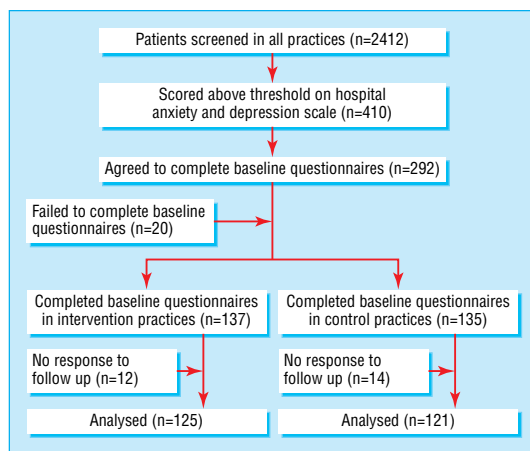 Patients screened in all practices (n=2412)
Scored above threshold on hospital
anxiety and depression scale (n=410)
Agreed to complete baseline questionnaires (n=292)
Failed to complete baseline
questionnaires (n=20)
Completed baseline questionnaires
in intervention practices (n=137)
Completed baseline questionnaires
in control practices (n=135)
No response to
follow up (n=12)
No response to
follow up (n=14)
Analysed (n=125)
Analysed (n=121)